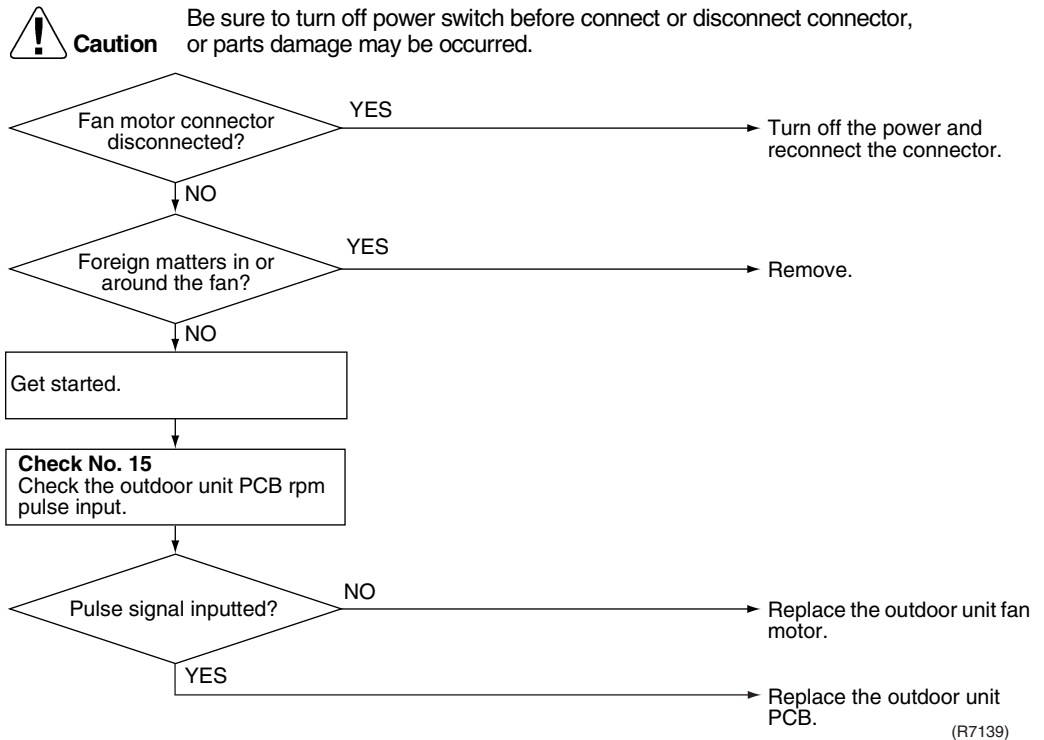 Caution
Be sure to turn off power switch before connect or disconnect connector,
or parts damage may be occurred.
Fan motor connector
disconnected?
YES
Turn off the power and
reconnect the connector.
NO
Foreign matters in or
around the fan?
YES
Remove.
NO
Get started.
Check No. 15
Check the outdoor unit PCB rpm
pulse input.
Pulse signal inputted?
NO
Replace the outdoor unit fan
motor.
YES
Replace the outdoor unit
PCB.
(R7139)